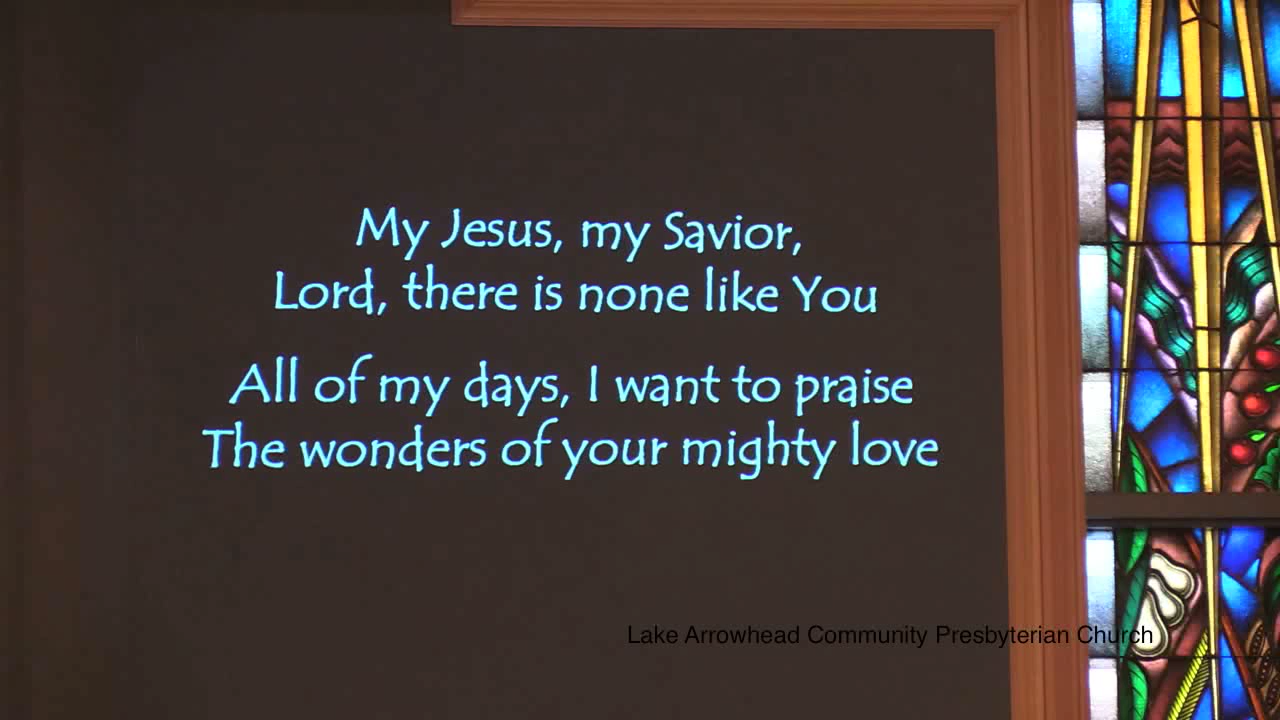 My Jesus, my Savior,
Lord, there is none like You
All of my days, I want to praise
The wonders of your mighty love
Lake Arrowhead Community Presbyterian Church